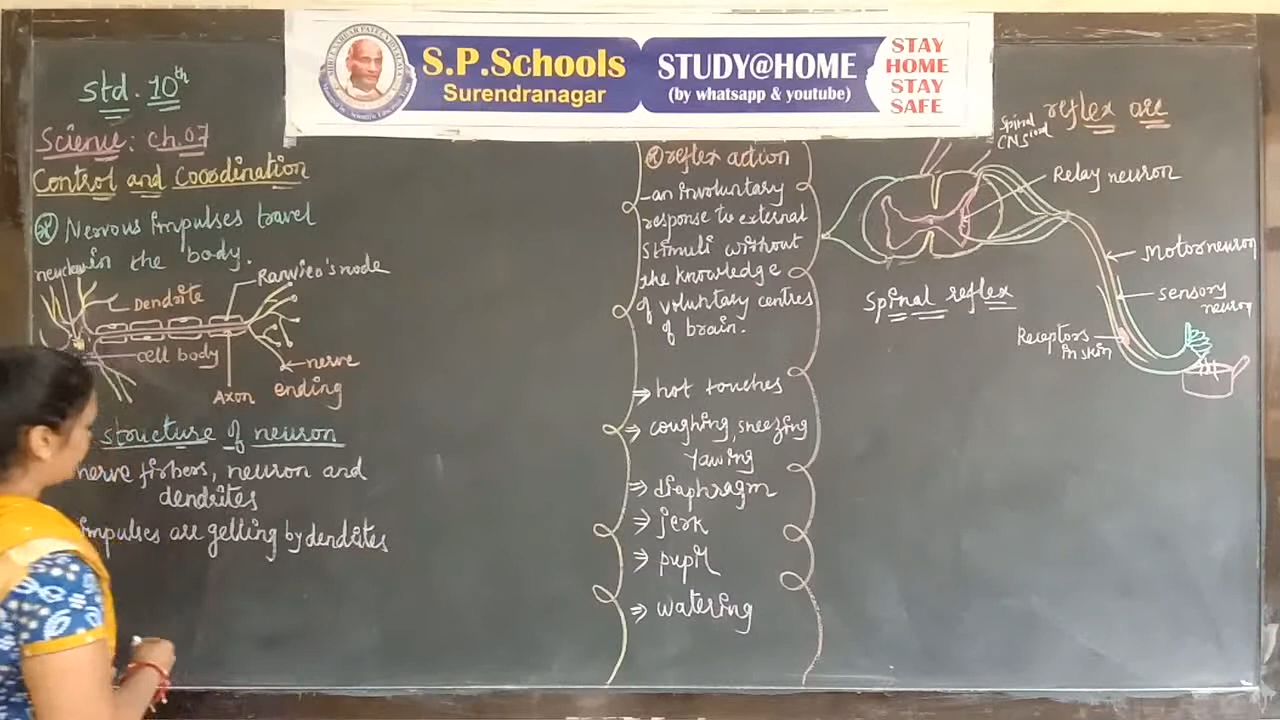 S.P.Schools
Surendranagar
STUDY@HOME
(by whatsapp & youtube)
STAY
HOME
STAY
SAFE
std. 10th
Science: Ch.07
Control and Coordination
Nervous impulses travel
in the body.
Dendrite
Ranvier's node
cell body
nerve
ending
Axon
structure of neuron
nerve fibers, neuron and
dendrites
impulses are getting by dendrites
reflex action
-an involuntary
response to external
stimuli without
the knowledge
of voluntary centres
of brain.
⇒ hot touches
⇒ coughing, sneezing
yawing
⇒ diaphragm
⇒ jerk
⇒ pupil
⇒ watering
reflex arc
Spinal
CNS cord
Relay neuron
Motorneuron
sensory
neuron
Receptors
in skin
Spinal reflex